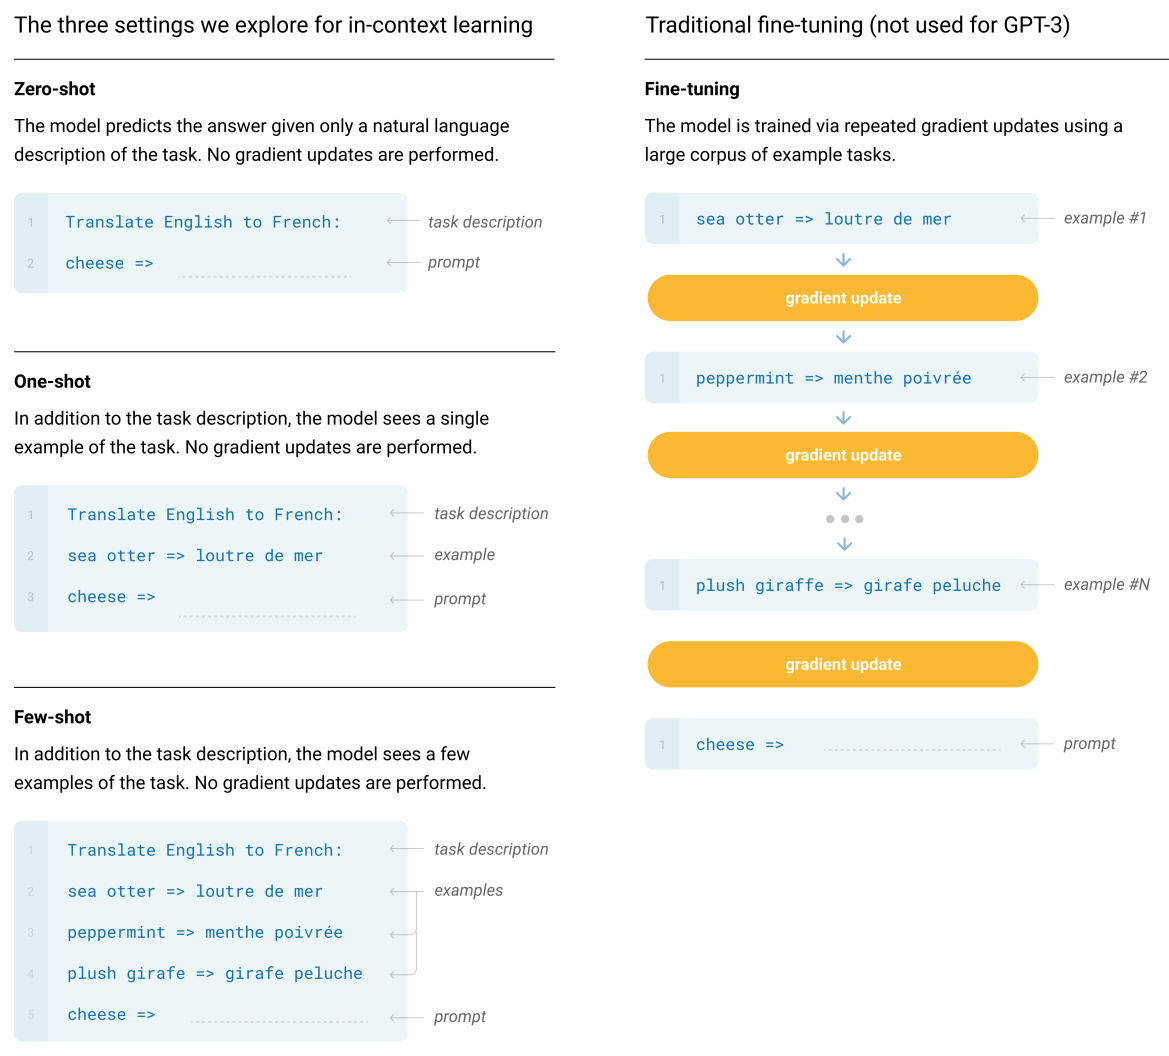 The three settings we explore for in-context learning
Zero-shot
The model predicts the answer given only a natural language
description of the task. No gradient updates are performed.
1 Translate English to French: task description
2 cheese => prompt
One-shot
In addition to the task description, the model sees a single
example of the task. No gradient updates are performed.
1 Translate English to French: task description
2 sea otter => loutre de mer example
3 cheese => prompt
Few-shot
In addition to the task description, the model sees a few
examples of the task. No gradient updates are performed.
1 Translate English to French: task description
2 sea otter => loutre de mer examples
3 peppermint => menthe poivrée
4 plush girafe => girafe peluche
5 cheese => prompt
Traditional fine-tuning (not used for GPT-3)
Fine-tuning
The model is trained via repeated gradient updates using a
large corpus of example tasks.
1 sea otter => loutre de mer example #1
gradient update
1 peppermint => menthe poivrée example #2
gradient update
1 plush giraffe => girafe peluche example #N
gradient update
1 cheese => prompt